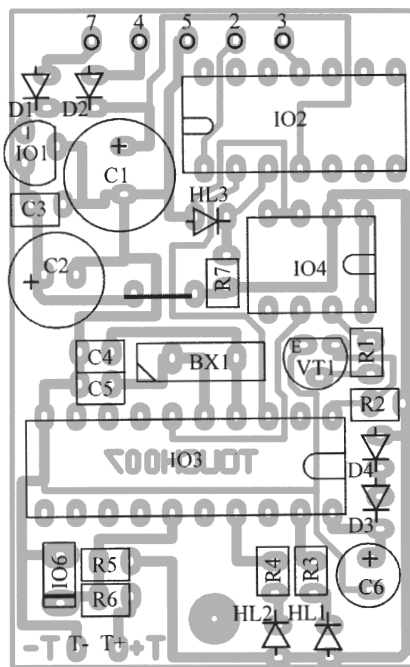 7 4 5 2 3
D1 D2
IO2
IO1
C1
C3
HL3
C2
R7
IO4
C4
BX1
E
VT1
R1
C5
R2
IO3
TOUCH007
D4
D3
IO6
R5
R4
R3
C6
R6
HL2
HL1
T- T- T+ T+